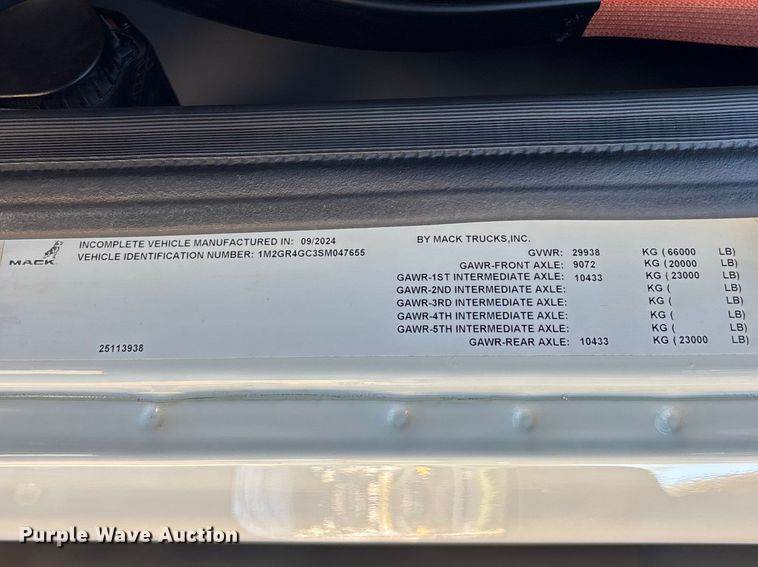 MACK
INCOMPLETE VEHICLE MANUFACTURED IN: 09/2024 BY MACK TRUCKS,INC.
VEHICLE IDENTIFICATION NUMBER: 1M2GR4GC3SM047655
GVWR: 29938 KG ( 66000 LB)
GAWR-FRONT AXLE: 9072 KG ( 20000 LB)
GAWR-1ST INTERMEDIATE AXLE: 10433 KG ( 23000 LB)
GAWR-2ND INTERMEDIATE AXLE: KG ( LB)
GAWR-3RD INTERMEDIATE AXLE: KG ( LB)
GAWR-4TH INTERMEDIATE AXLE: KG ( LB)
GAWR-5TH INTERMEDIATE AXLE: KG ( LB)
GAWR-REAR AXLE: 10433 KG ( 23000 LB)
25113938
Purple Wave Auction